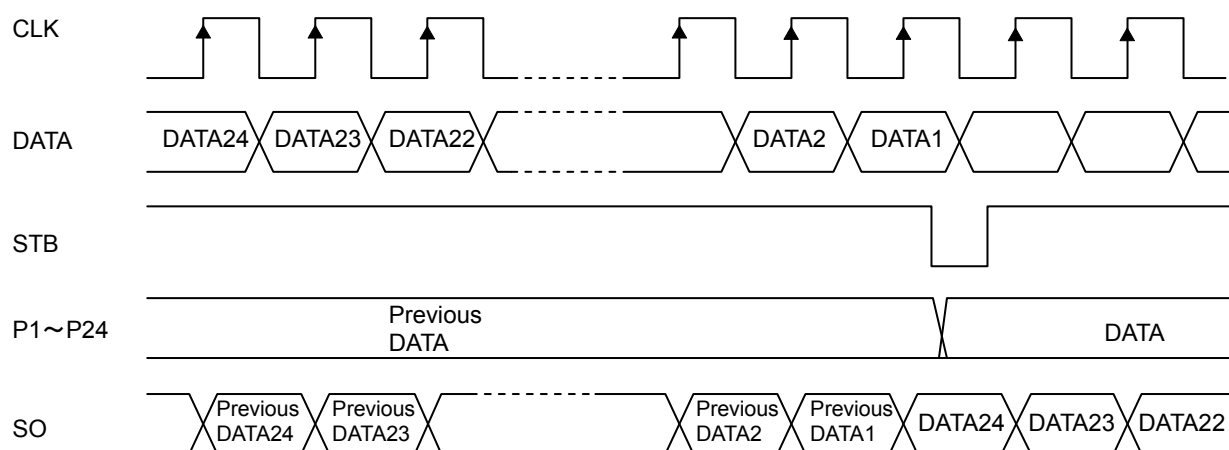 CLK
DATA
DATA24 DATA23 DATA22 DATA2 DATA1
STB
P1～P24
Previous
DATA
DATA
SO
Previous
DATA24
Previous
DATA23
Previous
DATA2
Previous
DATA1
DATA24 DATA23 DATA22